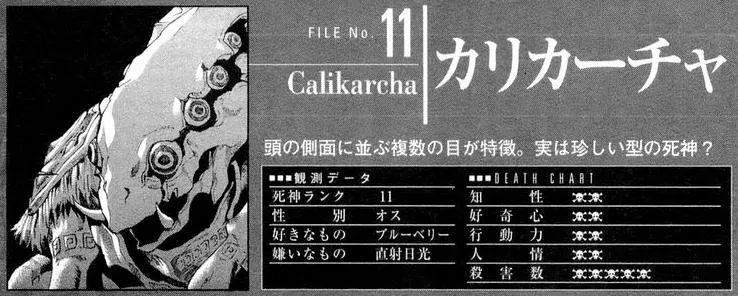 FILE No. 11
Calikarcha
カリカーチャ
頭の側面に並ぶ複数の目が特徴。実は珍しい型の死神？
■■■観測データ
死神ランク 11
性別 オス
好きなもの ブルーベリー
嫌いなもの 直射日光
■■■DEATH CHART
知性 ☠☠
好奇心 ☠☠
行動力 ☠☠
人情 ☠☠
殺害数 ☠☠☠☠☠